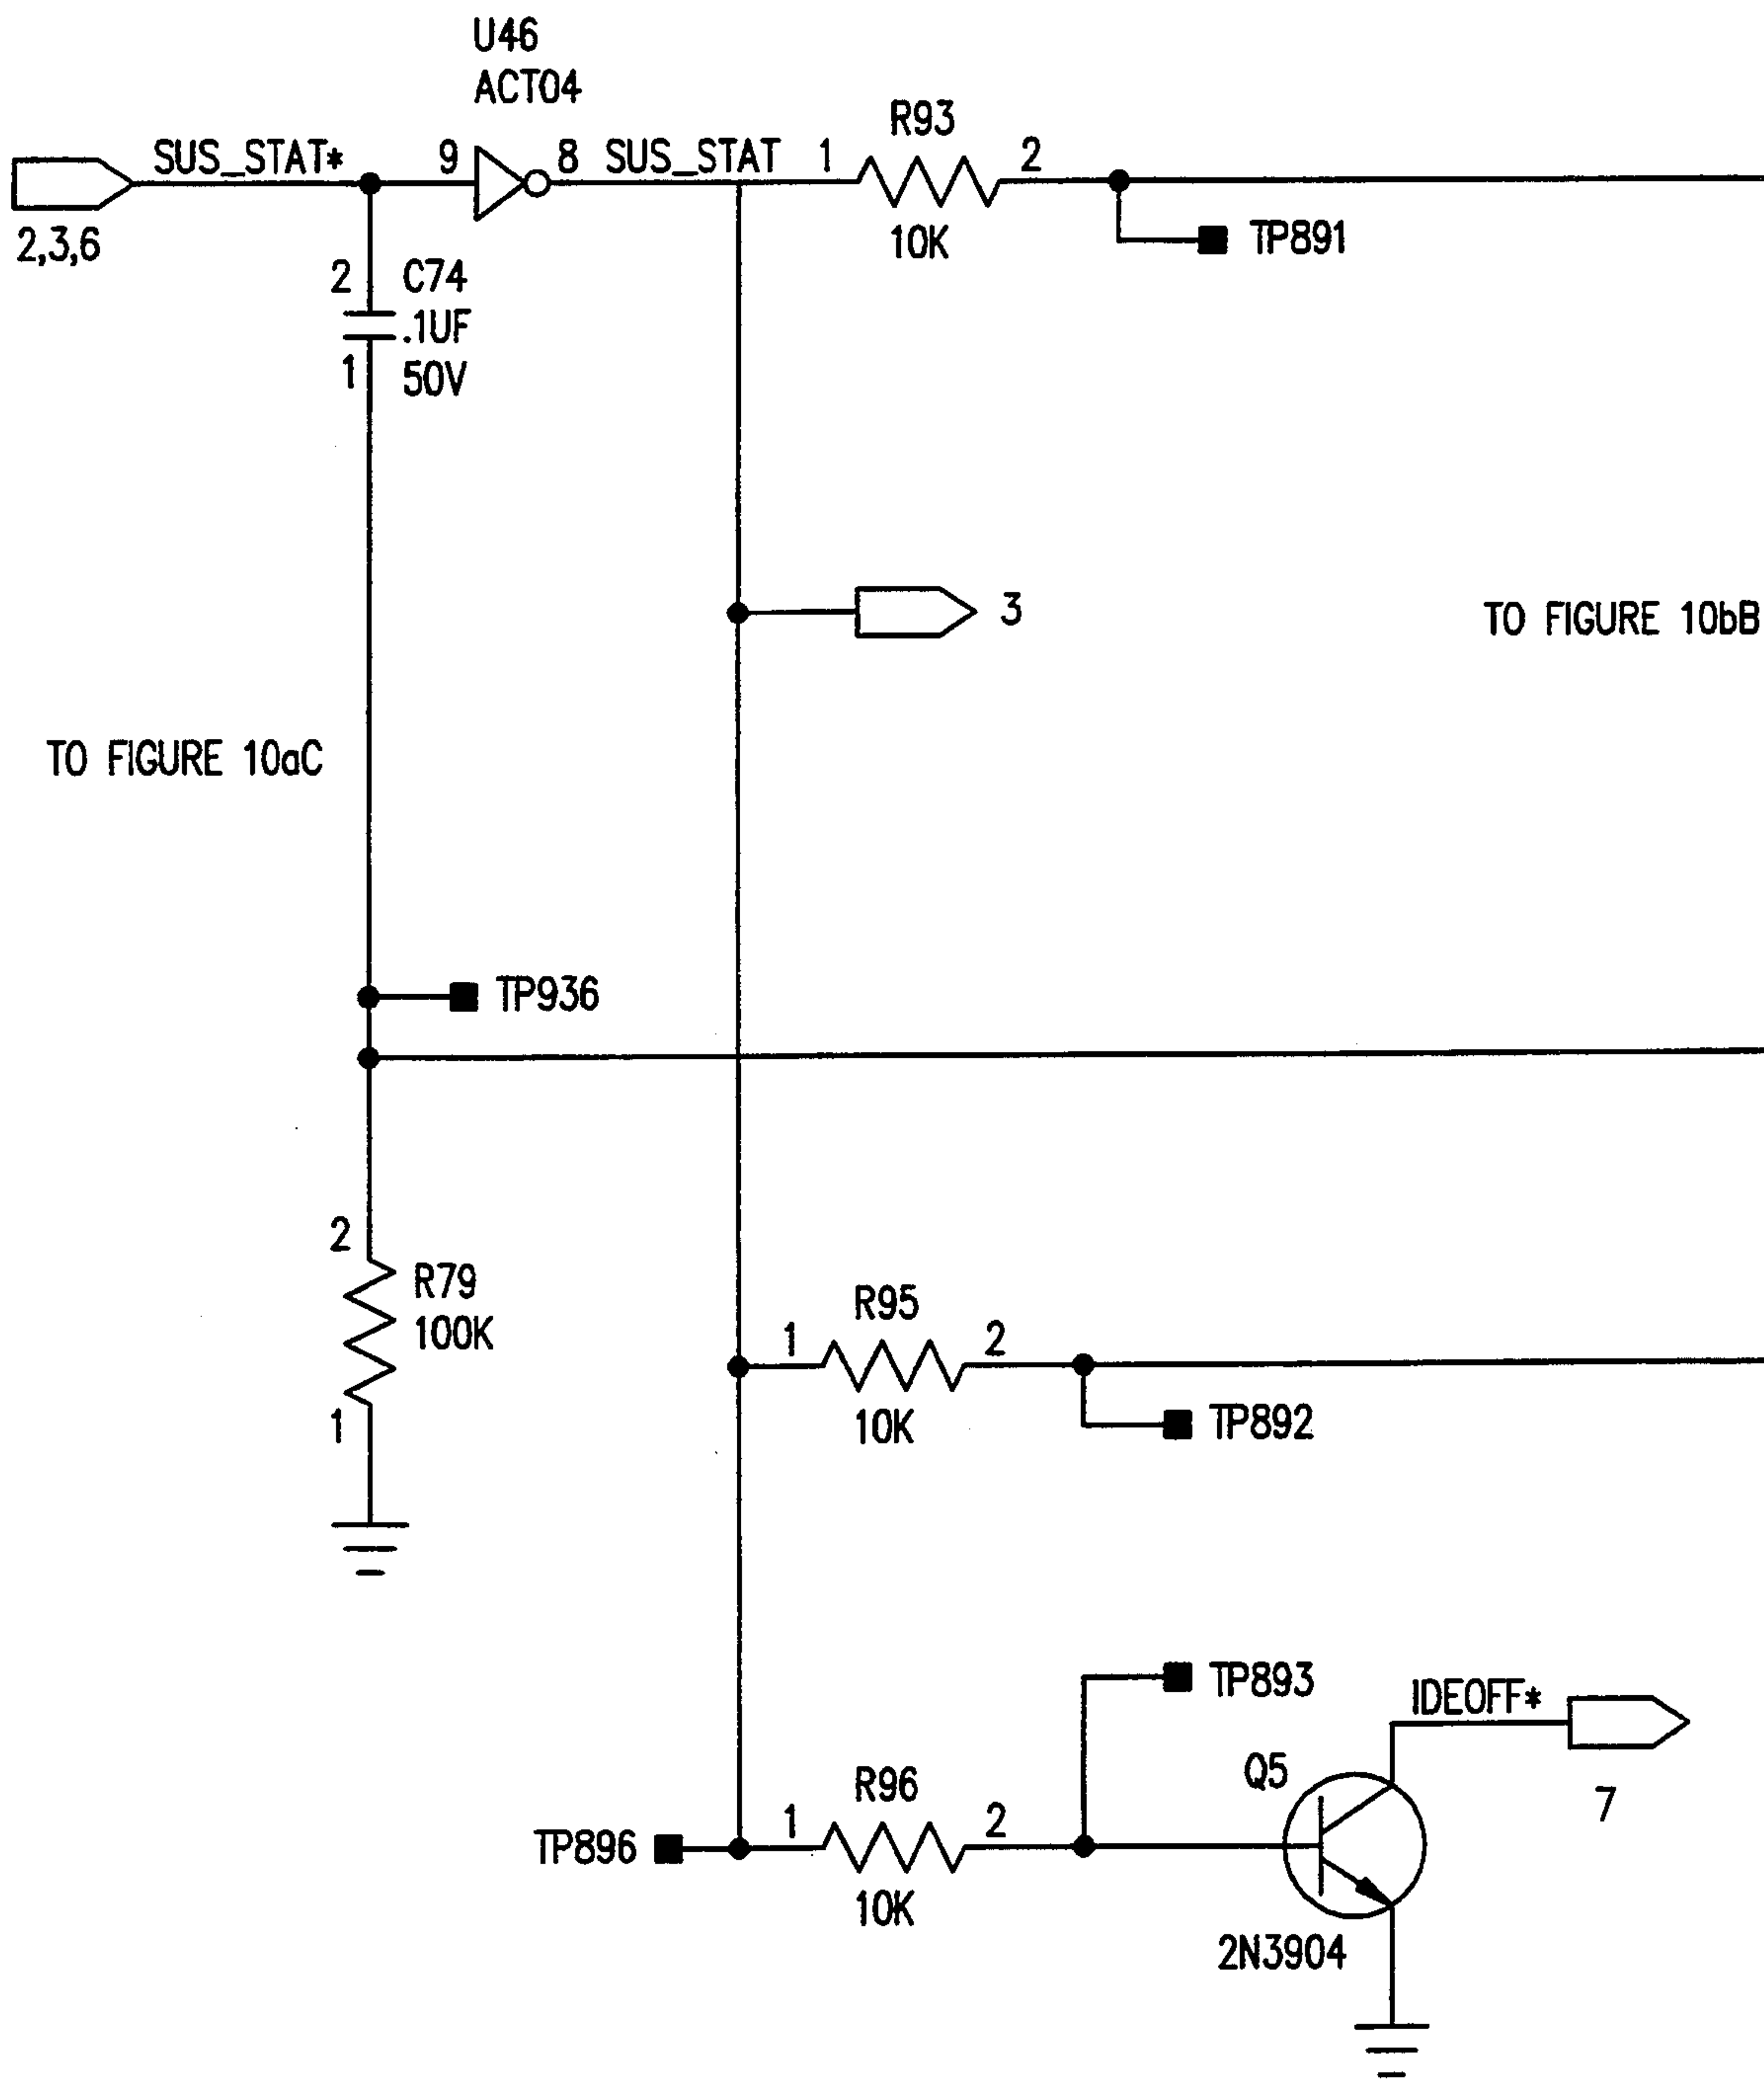 U46
ACT04
SUS_STAT*
9
8
SUS_STAT
1
R93
2
10K
TP891
2,3,6
2
C74
.1UF
1
50V
3
TO FIGURE 10bB
TO FIGURE 10aC
TP936
2
R79
100K
1
R95
1
2
10K
TP892
TP893
IDEOFF*
7
Q5
R96
1
2
TP896
10K
2N3904